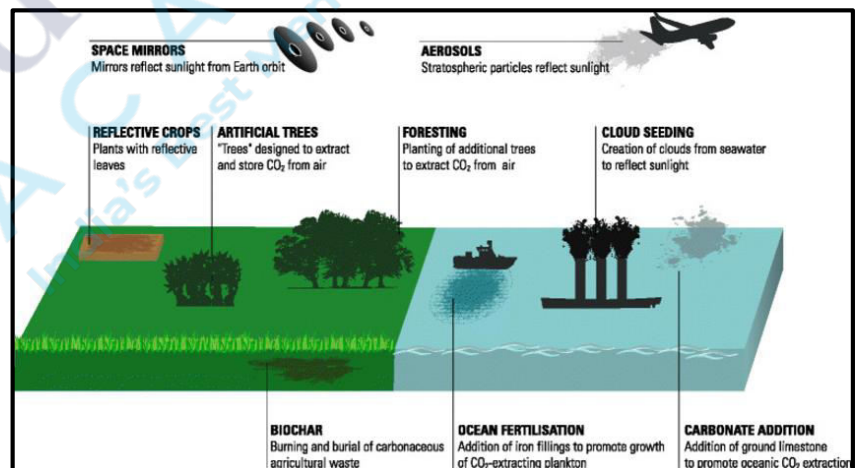 SPACE MIRRORS
Mirrors reflect sunlight from Earth orbit
AEROSOLS
Stratospheric particles reflect sunlight
REFLECTIVE CROPS
Plants with reflective
leaves
ARTIFICIAL TREES
"Trees" designed to extract
and store CO₂ from air
FORESTING
Planting of additional trees
to extract CO₂ from air
CLOUD SEEDING
Creation of clouds from seawater
to reflect sunlight
India's Best
BIOCHAR
Burning and burial of carbonaceous
agricultural waste
OCEAN FERTILISATION
Addition of iron fillings to promote growth
of CO₂-extracting plankton
CARBONATE ADDITION
Addition of ground limestone
to promote oceanic CO₂ extraction